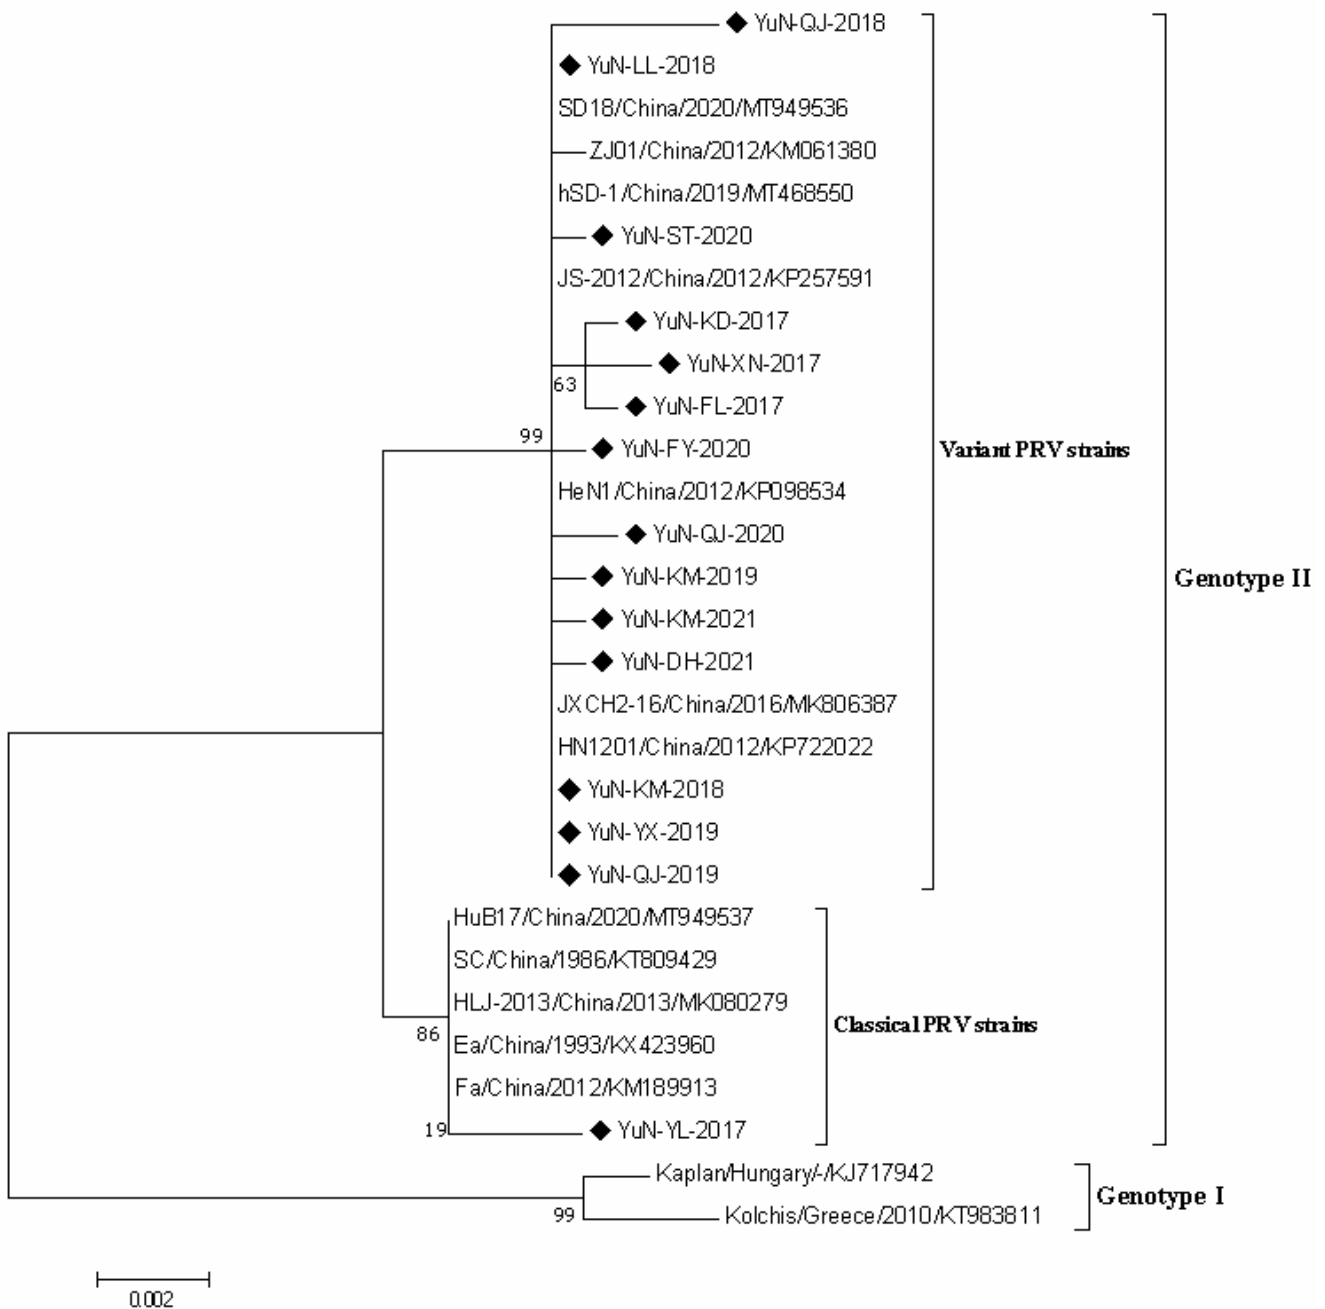 YuN-QJ-2018
YuN-LL-2018
SD18/China/2020/MT949536
ZJ01/China/2012/KM061380
hSD-1/China/2019/MT468550
YuN-ST-2020
JS-2012/China/2012/KP257591
YuN-KD-2017
YuN-XN-2017
63
YuN-FL-2017
99
YuN-FY-2020
Variant PRV strains
HeN1/China/2012/KP098534
YuN-QJ-2020
YuN-KM-2019
Genotype II
YuN-KM-2021
YuN-DH-2021
JXCH2-16/China/2016/MK806387
HN1201/China/2012/KP722022
YuN-KM-2018
YuN-YX-2019
YuN-QJ-2019
HuB17/China/2020/MT949537
SC/China/1986/KT809429
HLJ-2013/China/2013/MK080279
Classical PRV strains
86
Ea/China/1993/KX423960
Fa/China/2012/KM189913
19
YuN-YL-2017
Kaplan/Hungary/-/KJ717942
Genotype I
99
Kolchis/Greece/2010/KT983811
0.002